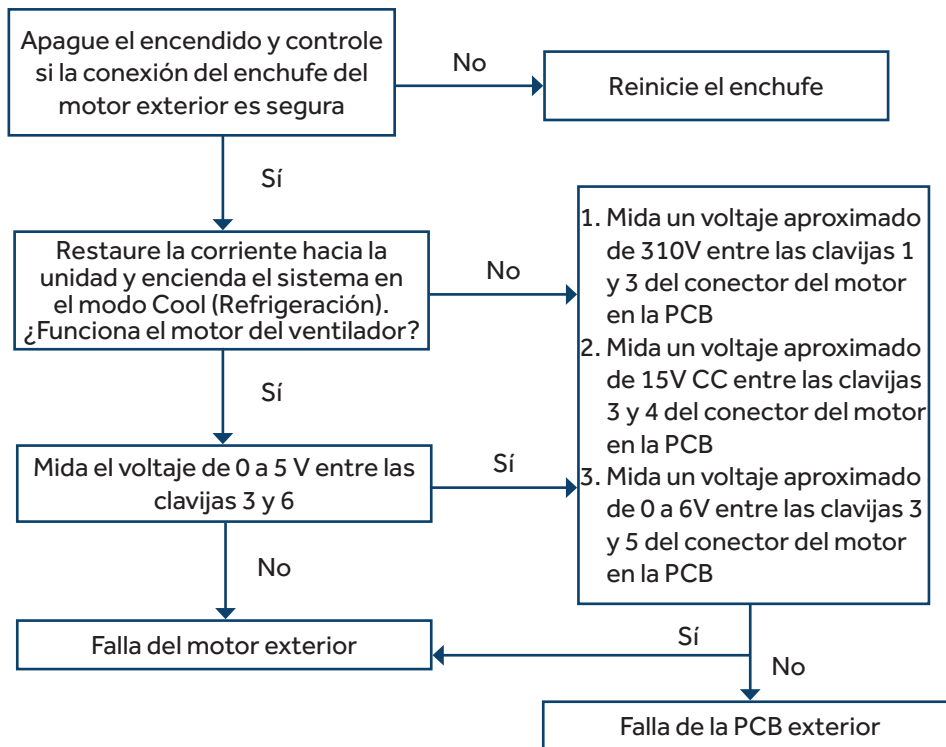 Apague el encendido y controle
si la conexión del enchufe del
motor exterior es segura
No
Reinicie el enchufe
Sí
Restaure la corriente hacia la
unidad y encienda el sistema en
el modo Cool (Refrigeración).
¿Funciona el motor del ventilador?
No
1. Mida un voltaje aproximado
de 310V entre las clavijas 1
y 3 del conector del motor
en la PCB
2. Mida un voltaje aproximado
de 15V CC entre las clavijas
3 y 4 del conector del motor
en la PCB
3. Mida un voltaje aproximado
de 0 a 6V entre las clavijas 3
y 5 del conector del motor
en la PCB
Sí
Mida el voltaje de 0 a 5 V entre las
clavijas 3 y 6
Sí
No
Falla del motor exterior
Sí
No
Falla de la PCB exterior